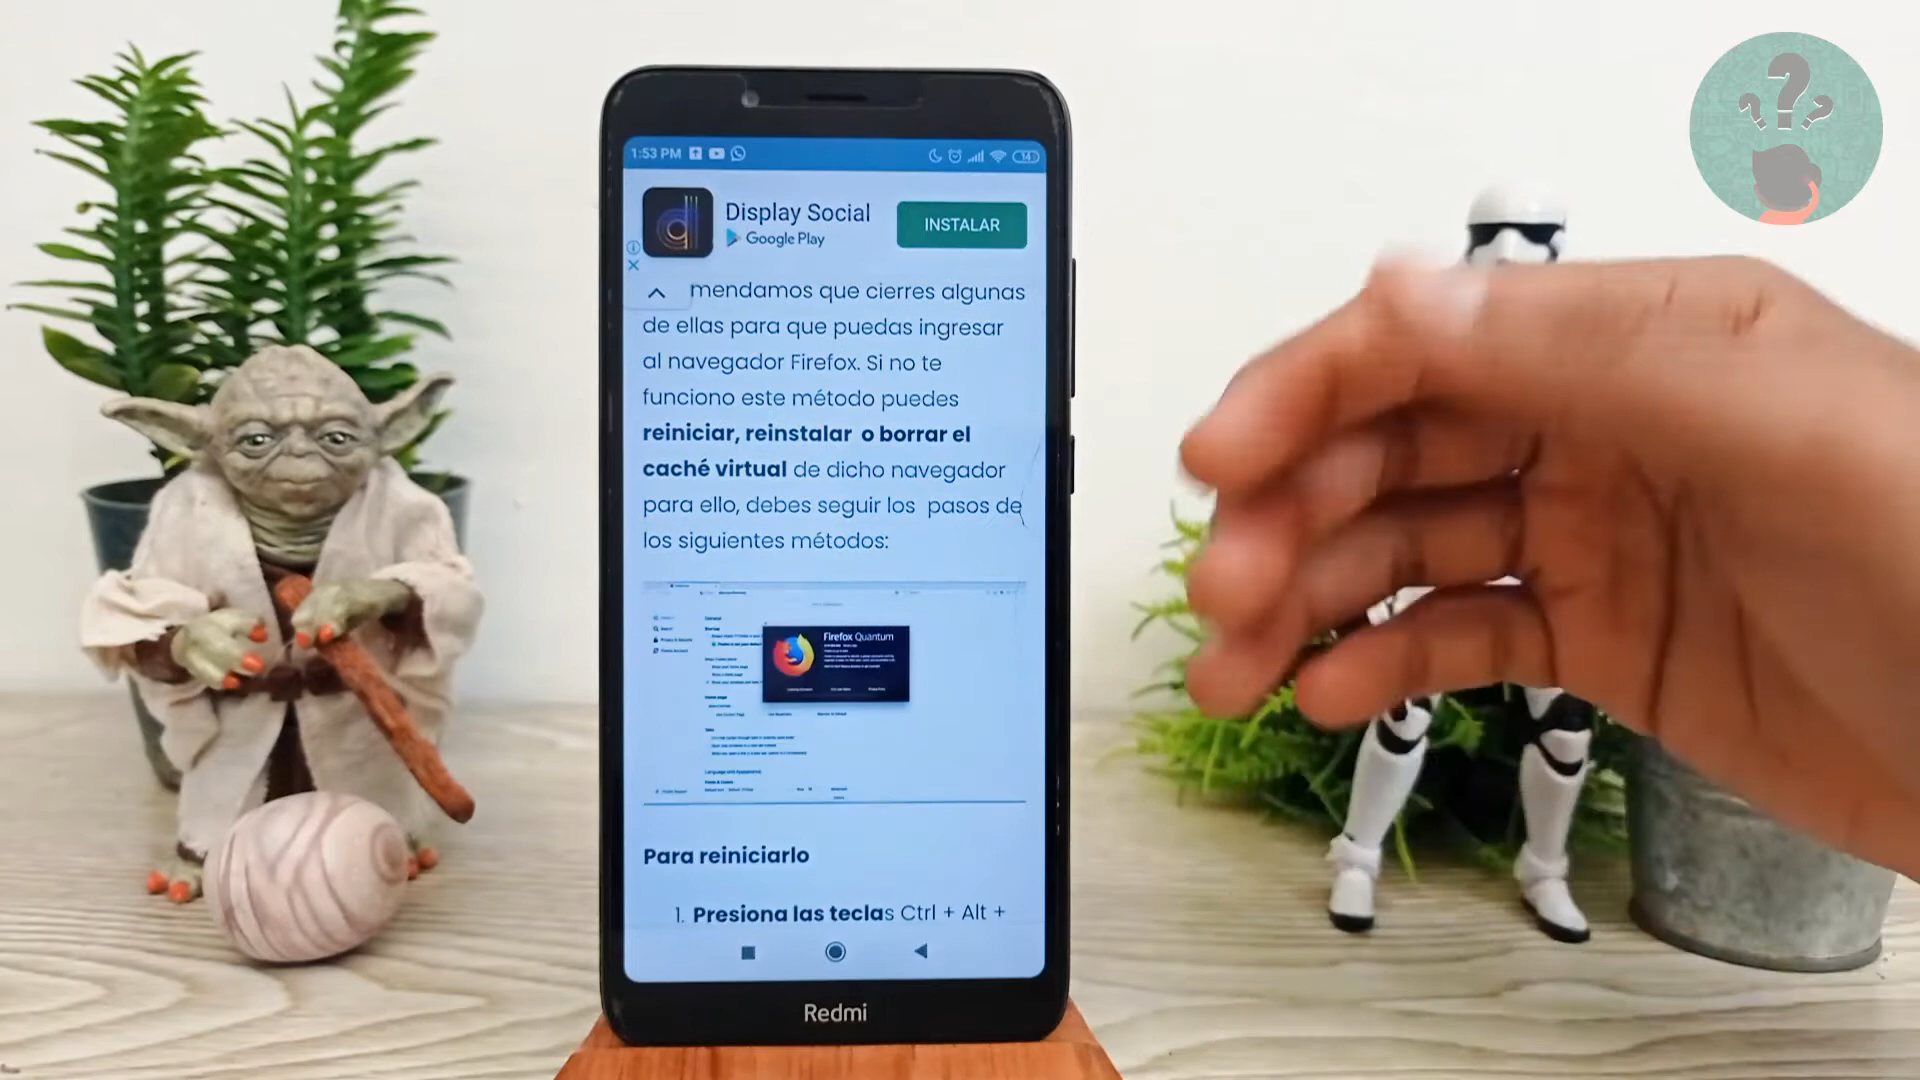 1:53 PM
14
Display Social
Google Play
INSTALAR
mendamos que cierres algunas
de ellas para que puedas ingresar
al navegador Firefox. Si no te
funciono este método puedes
reiniciar, reinstalar o borrar el
caché virtual de dicho navegador
para ello, debes seguir los pasos de
los siguientes métodos:
Firefox Quantum
Para reiniciarlo
1. Presiona las teclas Ctrl + Alt +
Redmi